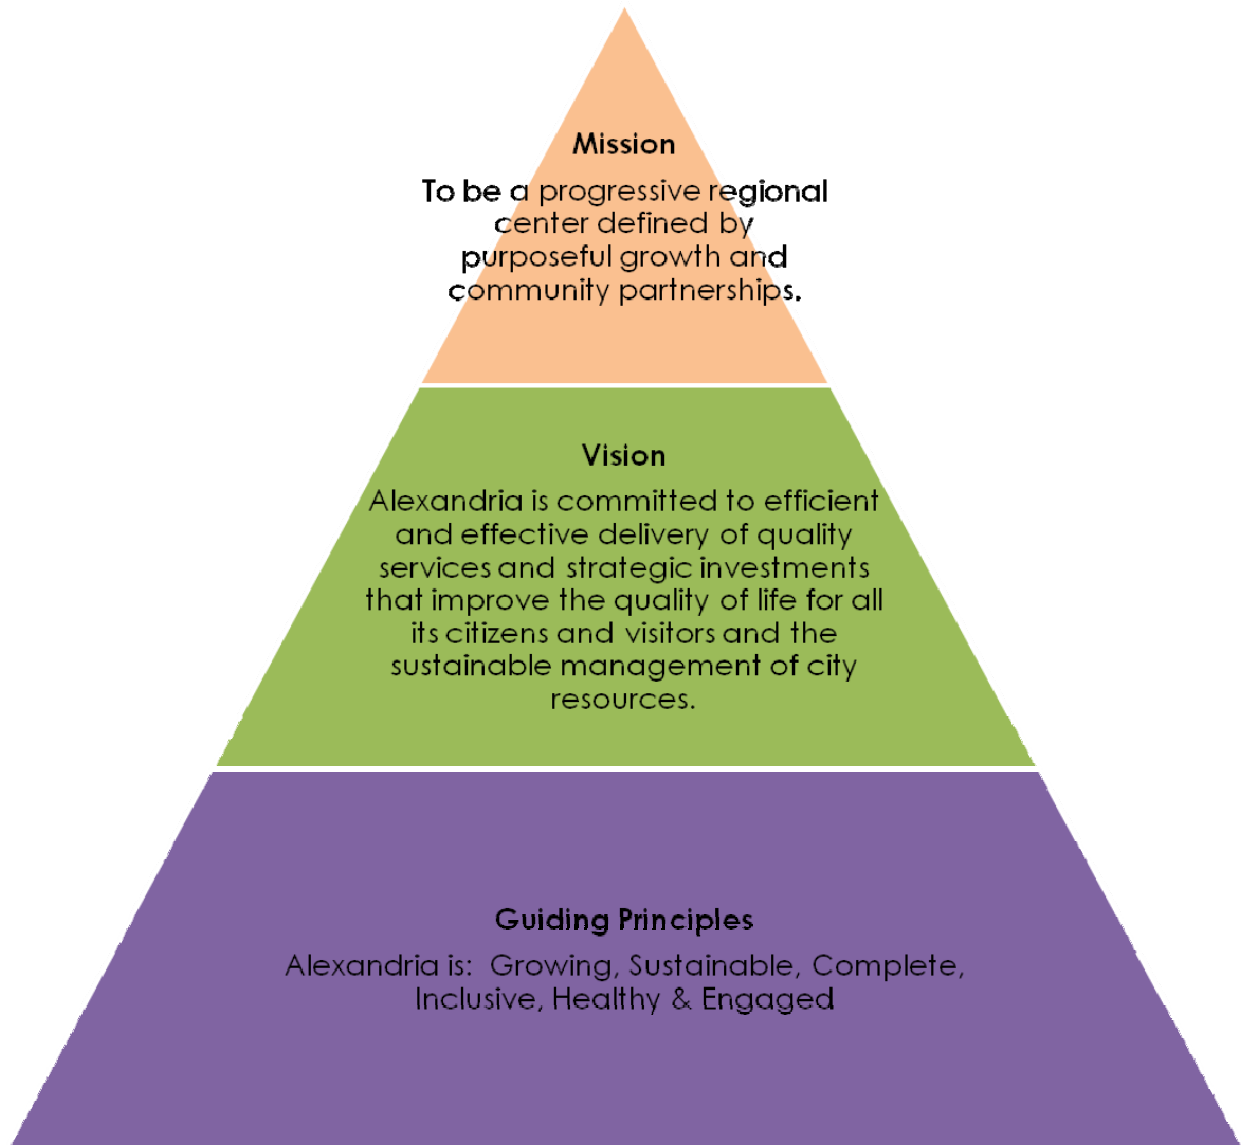 Mission
To be a progressive regional
center defined by
purposeful growth and
community partnerships.
Vision
Alexandria is committed to efficient
and effective delivery of quality
services and strategic investments
that improve the quality of life for all
its citizens and visitors and the
sustainable management of city
resources.
Guiding Principles
Alexandria is:  Growing, Sustainable, Complete,
Inclusive, Healthy & Engaged